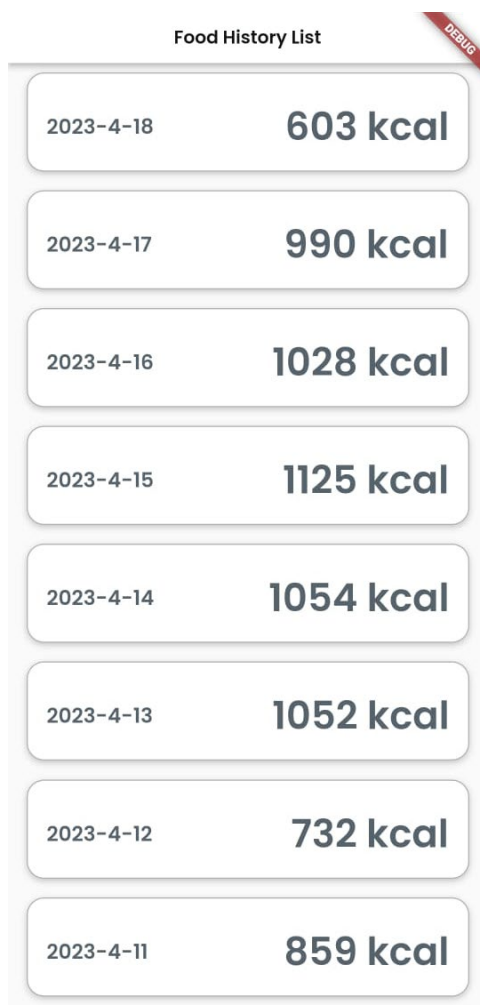 Food History List
DEBUG
2023-4-18 603 kcal
2023-4-17 990 kcal
2023-4-16 1028 kcal
2023-4-15 1125 kcal
2023-4-14 1054 kcal
2023-4-13 1052 kcal
2023-4-12 732 kcal
2023-4-11 859 kcal